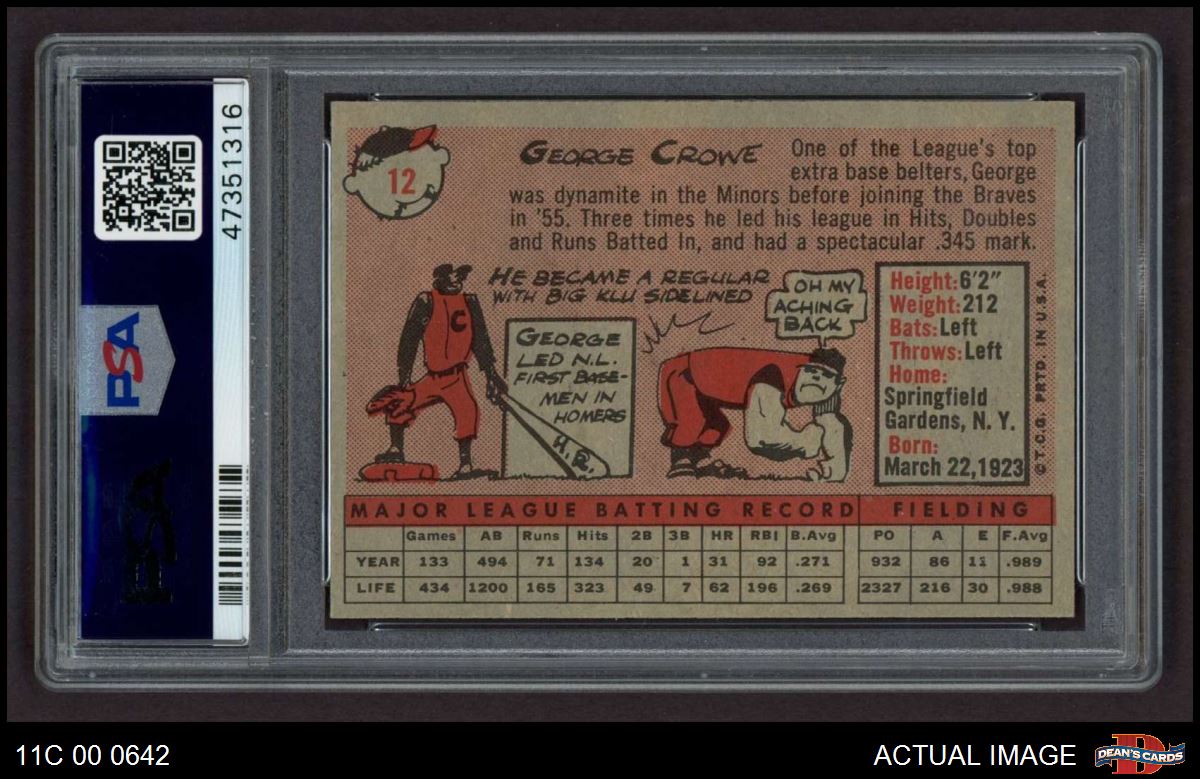 47351316
PSA
PSA
12
GEORGE CROWE
One of the League's top
extra base belters, George
was dynamite in the Minors before joining the Braves
in '55. Three times he led his league in Hits, Doubles
and Runs Batted In, and had a spectacular .345 mark.
HE BECAME A REGULAR
WITH BIG KLU SIDELINED
C
GEORGE
LED N.L.
FIRST BASE-
MEN IN
HOMERS
H.R.
OH MY
ACHING
BACK
Height: 6'2"
Weight: 212
Bats: Left
Throws: Left
Home:
Springfield
Gardens, N. Y.
Born:
March 22, 1923
© T.C.G. PRTD. IN U.S.A.
MAJOR LEAGUE BATTING RECORD FIELDING
Games AB Runs Hits 2B 3B HR RBI B.Avg PO A E F.Avg
YEAR 133 494 71 134 20 1 31 92 .271 932 86 11 .989
LIFE 434 1200 165 323 49 7 62 196 .269 2327 216 30 .988
11C 00 0642
ACTUAL IMAGE
D
DEAN'S CARDS